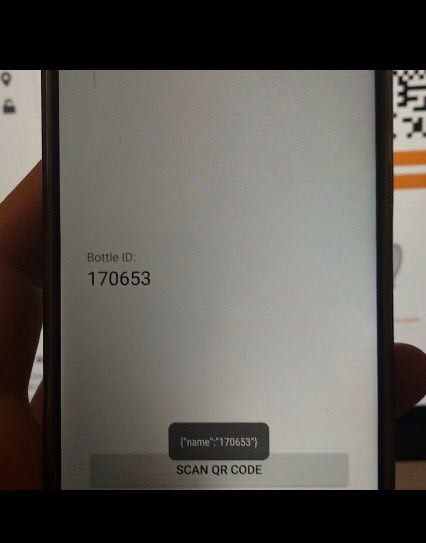 Bottle ID:
170653
{"name":"170653"}
SCAN QR CODE